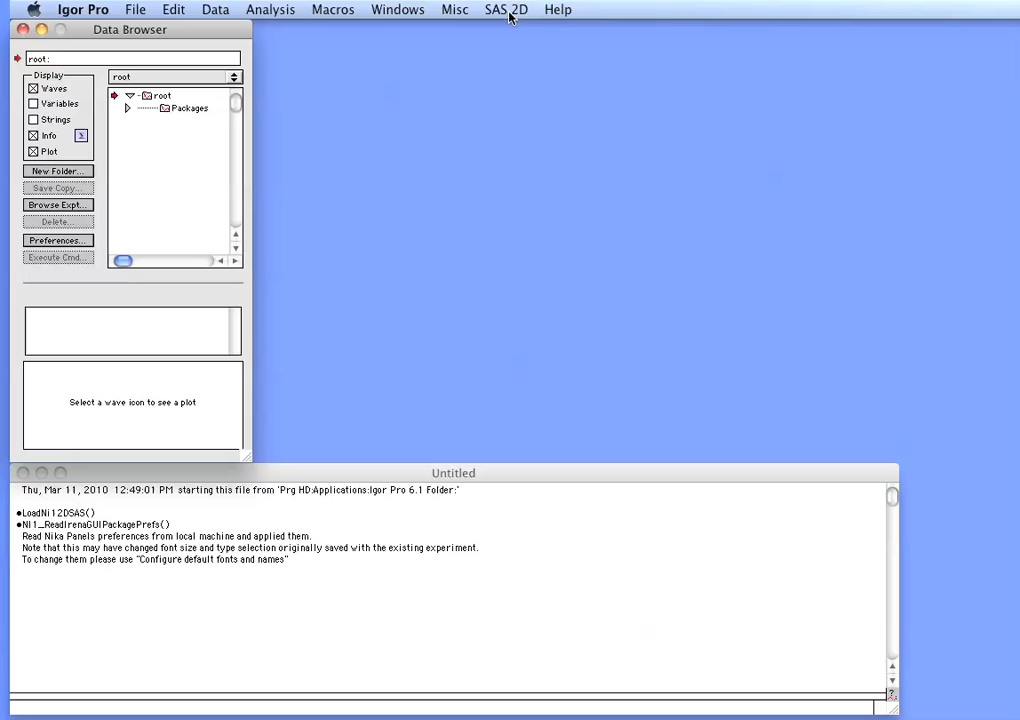 Igor Pro File Edit Data Analysis Macros Windows Misc SAS 2D Help
Data Browser
root:
Display
Waves
Variables
Strings
Info
Plot
New Folder...
Save Copy...
Browse Expt...
Delete...
Preferences...
Execute Cmd...
root
root
Packages
Select a wave icon to see a plot
Untitled
Thu, Mar 11, 2010 12:49:01 PM starting this file from 'Prg HD:Applications:Igor Pro 6.1 Folder:'
•LoadNi12DSAS()
•NI1_ReadIrenaGUIPackagePrefs()
Read Nika Panels preferences from local machine and applied them.
Note that this may have changed font size and type selection originally saved with the existing experiment.
To change them please use "Configure default fonts and names"
?